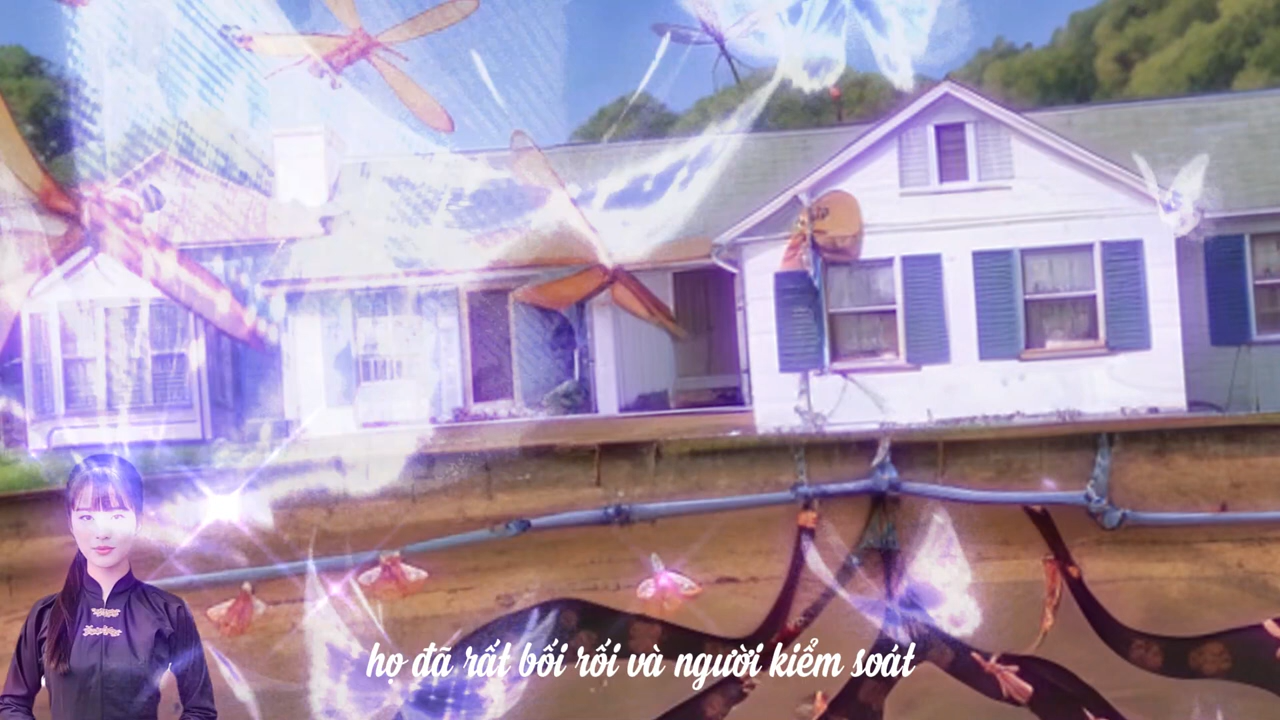 họ đã rất bối rối và người kiểm soát